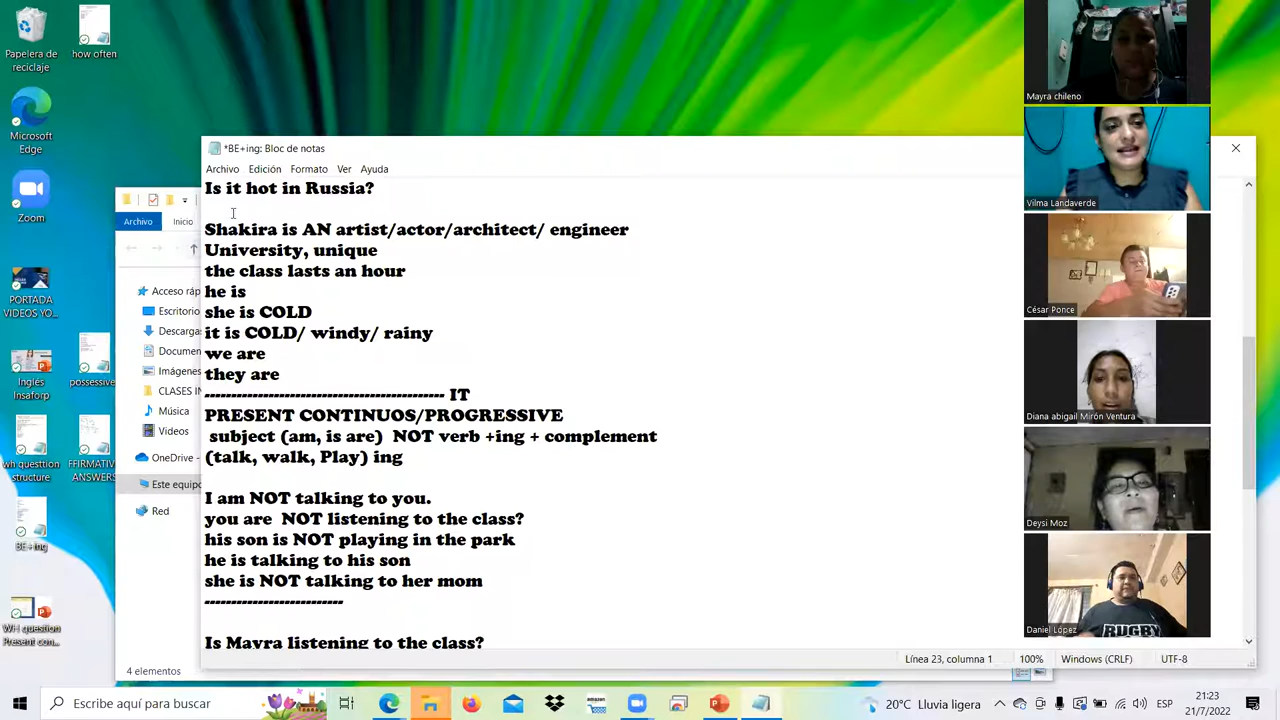 Papelera de
reciclaje
how often
Microsoft
Edge
Zoom
PORTADA
VIDEOS YO...
Inglés
Insaforp
possessive
wh questtion
structure
FFIRMATIV
ANSWERS
BE+ing
WH question
Present con...
Archivo
Inicio
Acceso ráp
Escritorio
Descargas
Docume
Imágenes
CLASES IN
Música
Videos
OneDrive -
Este equipo
Red
4 elementos
*BE+ing: Bloc de notas
Archivo Edición Formato Ver Ayuda
Is it hot in Russia?
Shakira is AN artist/actor/architect/ engineer
University, unique
the class lasts an hour
he is
she is COLD
it is COLD/ windy/ rainy
we are
they are
--------------------------------------------- IT
PRESENT CONTINUOS/PROGRESSIVE
subject (am, is are)  NOT verb +ing + complement
(talk, walk, Play) ing
I am NOT talking to you.
you are  NOT listening to the class?
his son is NOT playing in the park
he is talking to his son
she is NOT talking to her mom
--------------------------
Is Mayra listening to the class?
Línea 23, columna 1
100%
Windows (CRLF)
UTF-8
Mayra chileno
Vilma Landaverde
César Ponce
Diana abigail Mirón Ventura
Deysi Moz
RUGBY
Daniel López
Escribe aquí para buscar
amazon
20°C Lluvia ligera
ESP
21:23
21/7/2022